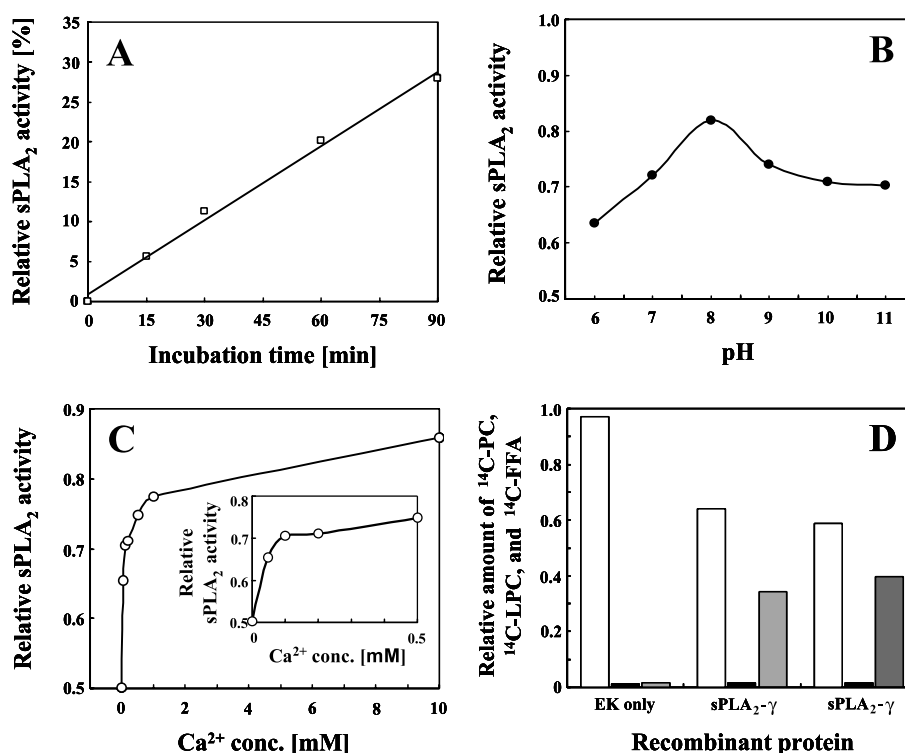 A
Relative sPLA₂ activity [%]
35
30
25
20
15
10
5
0
0 15 30 45 60 75 90
Incubation time [min]
B
Relative sPLA₂ activity
1.0
0.9
0.8
0.7
0.6
0.5
6 7 8 9 10 11
pH
C
Relative sPLA₂ activity
0.9
0.8
0.7
0.6
0.5
0 2 4 6 8 10
Ca²⁺ conc. [mM]
Relative
sPLA₂ activity
0.8
0.7
0.6
0.5
0 0.5
Ca²⁺ conc. [mM]
D
Relative amount of ¹⁴C-PC,
¹⁴C-LPC, and ¹⁴C-FFA
1.0
0.8
0.6
0.4
0.2
0
EK only sPLA₂-γ sPLA₂-γ
Recombinant protein